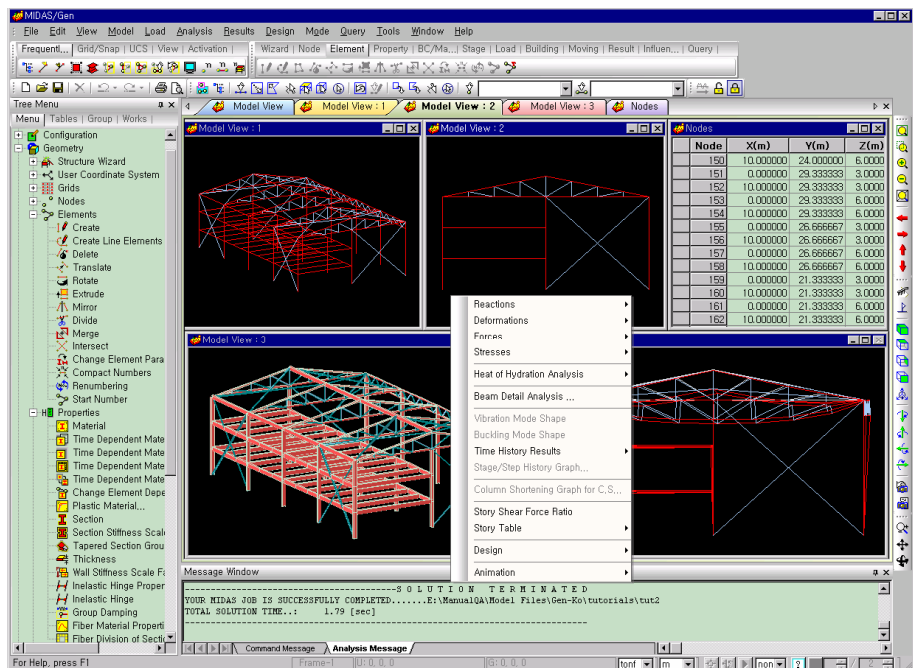 MIDAS/Gen
File Edit View Model Load Analysis Results Design Mode Query Tools Window Help
Frequentl... | Grid/Snap | UCS | View | Activation |
Wizard | Node | Element | Property | BC/Ma... | Stage | Load | Building | Moving | Result | Influen... | Query |
Tree Menu
Model View Model View : 1 Model View : 2 Model View : 3 Nodes
Menu | Tables | Group | Works |
Configuration
Geometry
Structure Wizard
User Coordinate System
Grids
Nodes
Elements
Create
Create Line Elements
Delete
Translate
Rotate
Extrude
Mirror
Divide
Merge
Intersect
Change Element Para
Compact Numbers
Renumbering
Start Number
Properties
Material
Time Dependent Mate
Time Dependent Mate
Time Dependent Mate
Time Dependent Mate
Change Element Depe
Plastic Material...
Section
Section Stiffness Scale
Tapered Section Grou
Thickness
Wall Stiffness Scale Fa
Inelastic Hinge Proper
Inelastic Hinge
Group Damping
Fiber Material Properti
Fiber Division of Sectio
Model View : 1
Model View : 2
Nodes
Node X(m) Y(m) Z(m)
150 10.000000 24.000000 6.0000
151 0.000000 29.333333 3.0000
152 10.000000 29.333333 3.0000
153 0.000000 29.333333 6.0000
154 10.000000 29.333333 6.0000
155 0.000000 26.666667 3.0000
156 10.000000 26.666667 3.0000
157 0.000000 26.666667 6.0000
158 10.000000 26.666667 6.0000
159 0.000000 21.333333 3.0000
160 10.000000 21.333333 3.0000
161 0.000000 21.333333 6.0000
162 10.000000 21.333333 6.0000
Model View : 3
Reactions
Deformations
Forces
Stresses
Heat of Hydration Analysis
Beam Detail Analysis ...
Vibration Mode Shape
Buckling Mode Shape
Time History Results
Stage/Step History Graph...
Column Shortening Graph for C,S...
Story Shear Force Ratio
Story Table
Design
Animation
Message Window
S O L U T I O N   T E R M I N A T E D
YOUR MIDAS JOB IS SUCCESSFULLY COMPLETED.......E:\ManualQA\Model Files\Gen-Ko\tutorials\tut2
TOTAL SOLUTION TIME..: 1.79 [sec]
Command Message Analysis Message
For Help, press F1
Frame-1 U: 0, 0, 0 G: 0, 0, 0 tonf m non ? 2